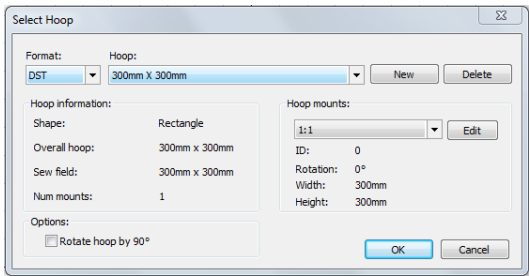 Select Hoop
Format: Hoop:
DST 300mm X 300mm New Delete
Hoop information:
Shape: Rectangle
Overall hoop: 300mm x 300mm
Sew field: 300mm x 300mm
Num mounts: 1
Hoop mounts:
1:1 Edit
ID: 0
Rotation: 0°
Width: 300mm
Height: 300mm
Options:
Rotate hoop by 90°
OK Cancel